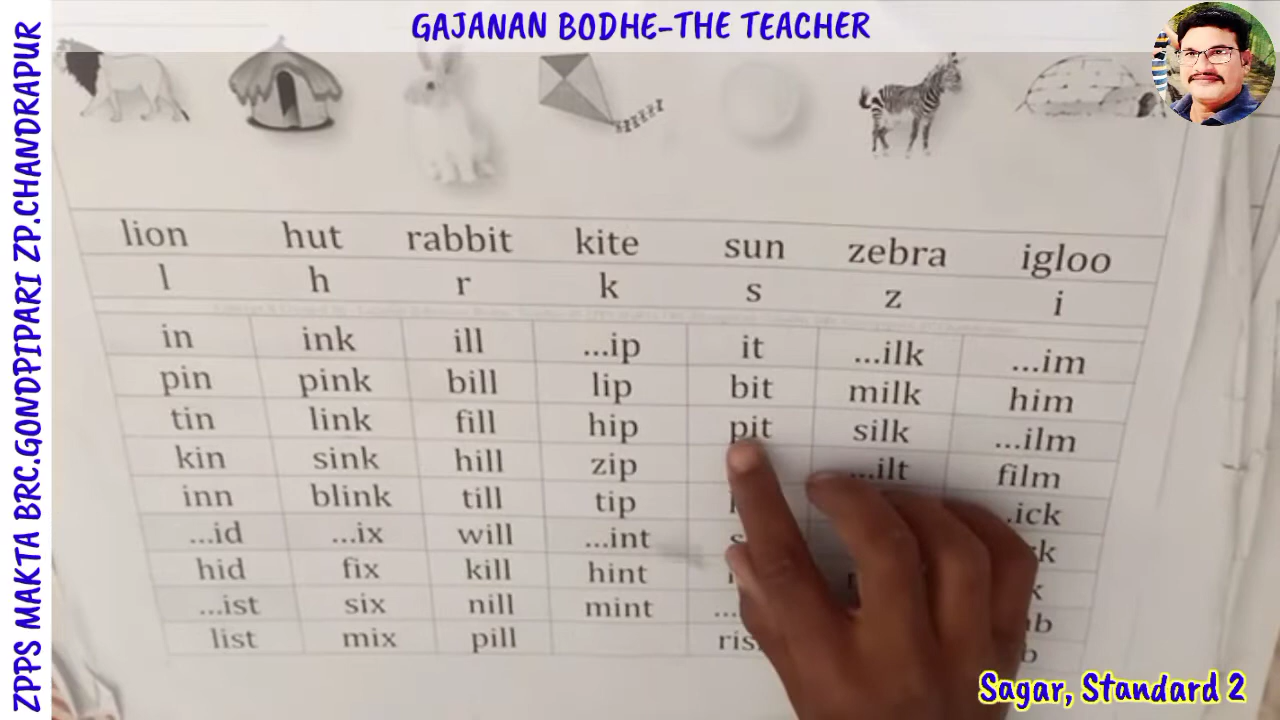 GAJANAN BODHE-THE TEACHER
ZPPS MAKTA BRC.GONDPIPARI ZP.CHANDRAPUR
lion hut rabbit kite sun zebra igloo
l h r k s z i
in ink ill ...ip it ...ilk ...im
pin pink bill lip bit milk him
tin link fill hip pit silk ...ilm
kin sink hill zip ...ilt film
inn blink till tip .ick
...id ...ix will ...int
hid fix kill hint
...ist six nill mint
list mix pill
Sagar, Standard 2